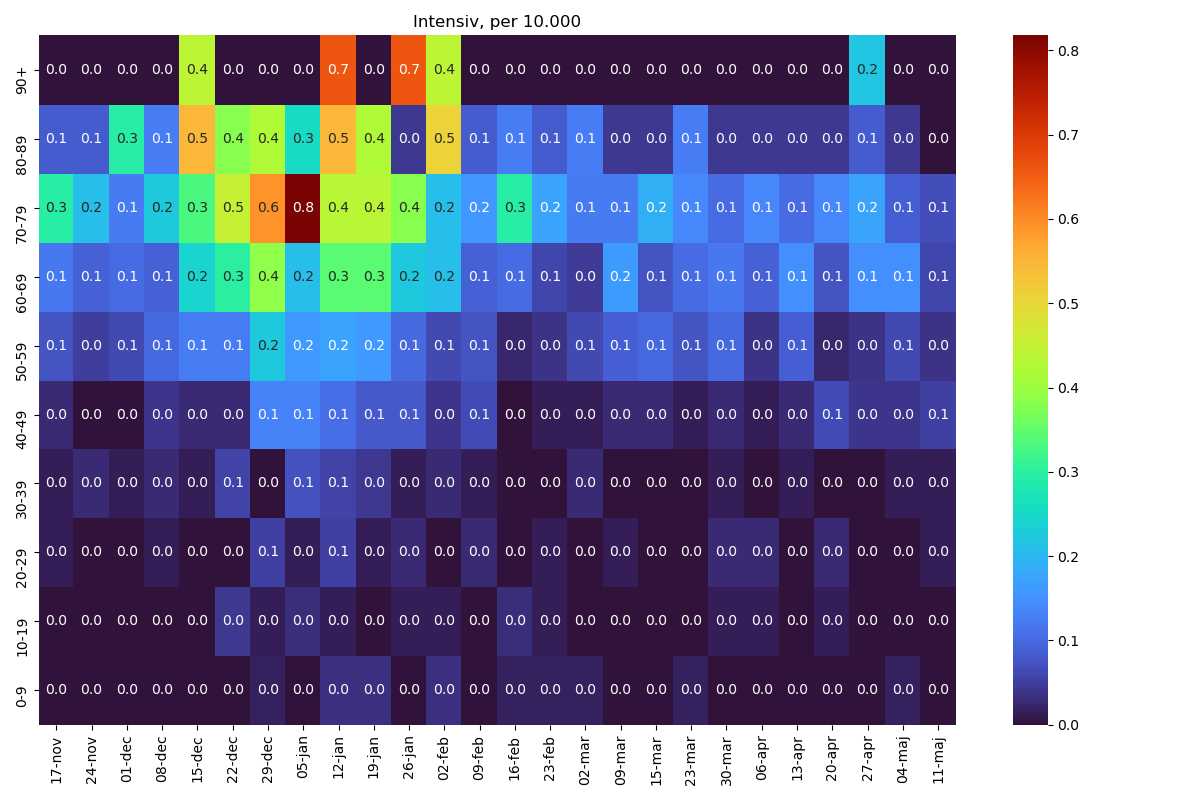 Intensiv, per 10.000
90+ 0.0 0.0 0.0 0.0 0.4 0.0 0.0 0.0 0.7 0.0 0.7 0.4 0.0 0.0 0.0 0.0 0.0 0.0 0.0 0.0 0.0 0.0 0.0 0.2 0.0 0.0
80-89 0.1 0.1 0.3 0.1 0.5 0.4 0.4 0.3 0.5 0.4 0.0 0.5 0.1 0.1 0.1 0.1 0.0 0.0 0.1 0.0 0.0 0.0 0.0 0.1 0.0 0.0
70-79 0.3 0.2 0.1 0.2 0.3 0.5 0.6 0.8 0.4 0.4 0.4 0.2 0.2 0.3 0.2 0.1 0.1 0.2 0.1 0.1 0.1 0.1 0.1 0.2 0.1 0.1
60-69 0.1 0.1 0.1 0.1 0.2 0.3 0.4 0.2 0.3 0.3 0.2 0.2 0.1 0.1 0.1 0.0 0.2 0.1 0.1 0.1 0.1 0.1 0.1 0.1 0.1 0.1
50-59 0.1 0.0 0.1 0.1 0.1 0.1 0.2 0.2 0.2 0.2 0.1 0.1 0.1 0.0 0.0 0.1 0.1 0.1 0.1 0.1 0.0 0.1 0.0 0.0 0.1 0.0
40-49 0.0 0.0 0.0 0.0 0.0 0.0 0.1 0.1 0.1 0.1 0.1 0.0 0.1 0.0 0.0 0.0 0.0 0.0 0.0 0.0 0.0 0.0 0.1 0.0 0.0 0.1
30-39 0.0 0.0 0.0 0.0 0.0 0.1 0.0 0.1 0.1 0.0 0.0 0.0 0.0 0.0 0.0 0.0 0.0 0.0 0.0 0.0 0.0 0.0 0.0 0.0 0.0 0.0
20-29 0.0 0.0 0.0 0.0 0.0 0.0 0.1 0.0 0.1 0.0 0.0 0.0 0.0 0.0 0.0 0.0 0.0 0.0 0.0 0.0 0.0 0.0 0.0 0.0 0.0 0.0
10-19 0.0 0.0 0.0 0.0 0.0 0.0 0.0 0.0 0.0 0.0 0.0 0.0 0.0 0.0 0.0 0.0 0.0 0.0 0.0 0.0 0.0 0.0 0.0 0.0 0.0 0.0
0-9 0.0 0.0 0.0 0.0 0.0 0.0 0.0 0.0 0.0 0.0 0.0 0.0 0.0 0.0 0.0 0.0 0.0 0.0 0.0 0.0 0.0 0.0 0.0 0.0 0.0 0.0
17-nov 24-nov 01-dec 08-dec 15-dec 22-dec 29-dec 05-jan 12-jan 19-jan 26-jan 02-feb 09-feb 16-feb 23-feb 02-mar 09-mar 15-mar 23-mar 30-mar 06-apr 13-apr 20-apr 27-apr 04-maj 11-maj
0.8
0.7
0.6
0.5
0.4
0.3
0.2
0.1
0.0